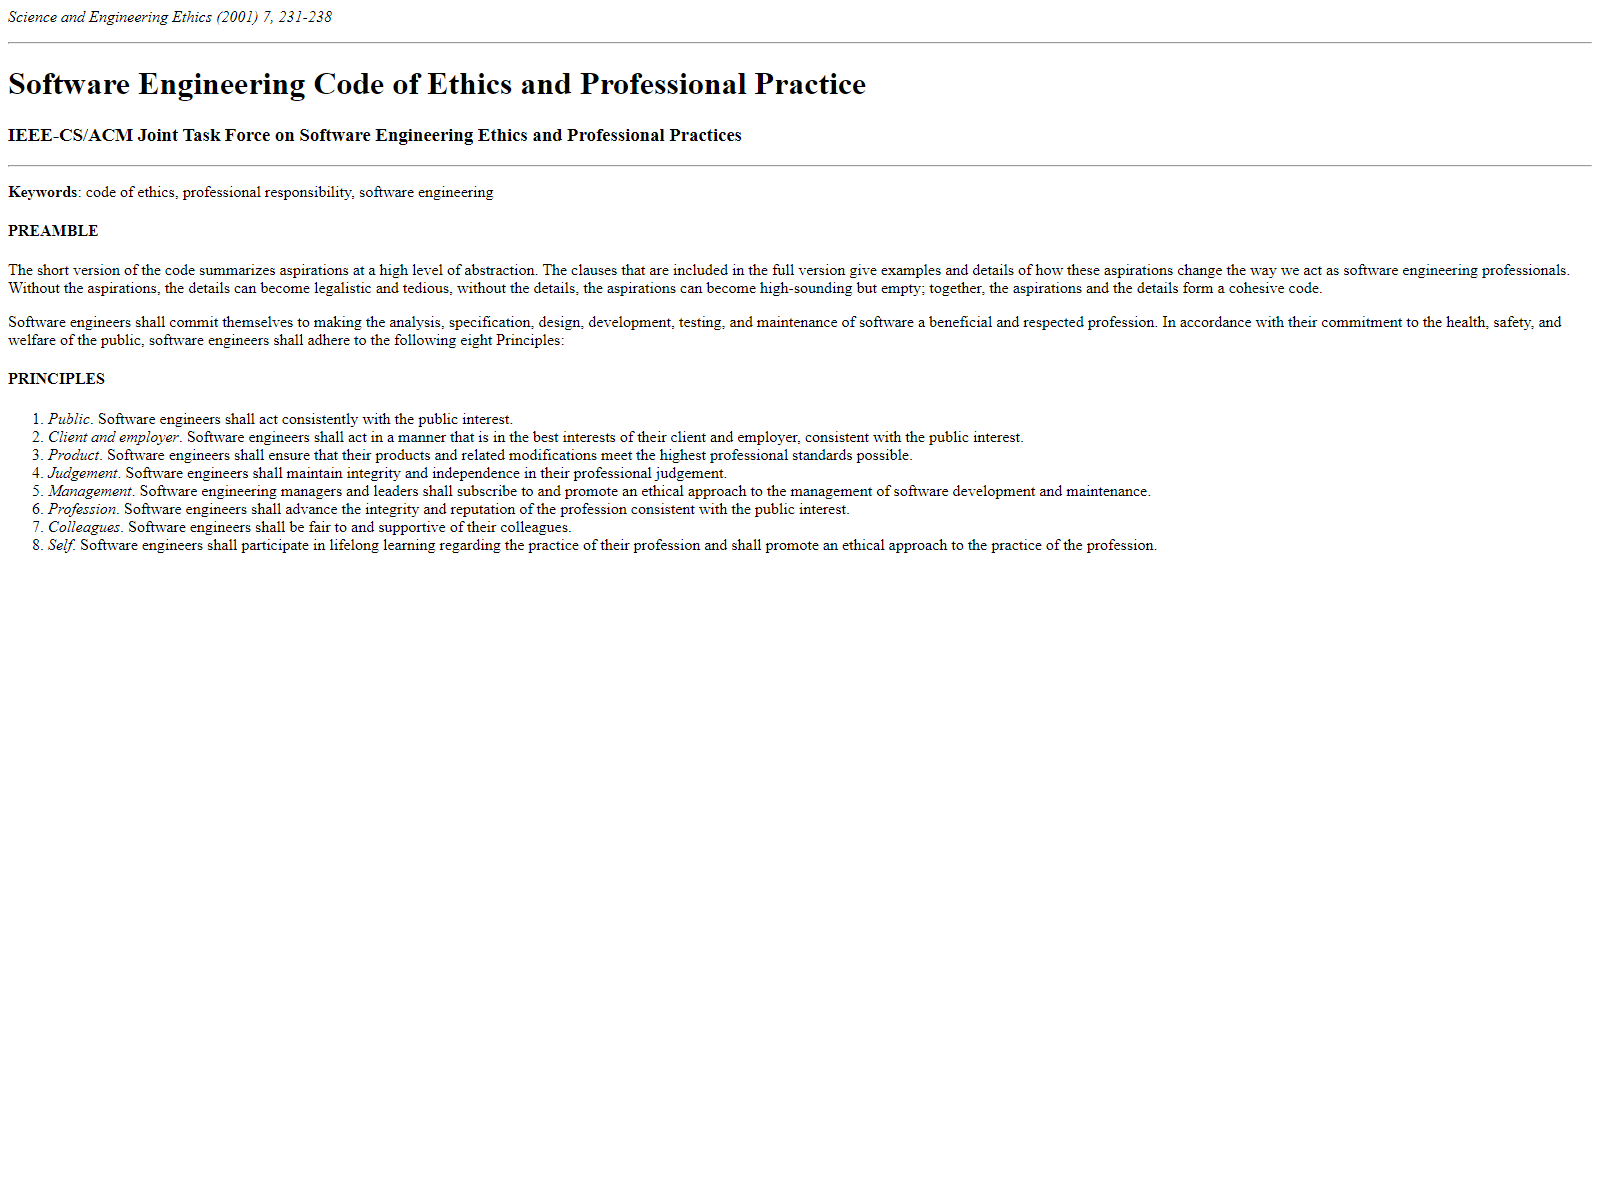 Science and Engineering Ethics (2001) 7, 231-238
Software Engineering Code of Ethics and Professional Practice
IEEE-CS/ACM Joint Task Force on Software Engineering Ethics and Professional Practices
Keywords: code of ethics, professional responsibility, software engineering
PREAMBLE
The short version of the code summarizes aspirations at a high level of abstraction. The clauses that are included in the full version give examples and details of how these aspirations change the way we act as software engineering professionals.
Without the aspirations, the details can become legalistic and tedious, without the details, the aspirations can become high-sounding but empty; together, the aspirations and the details form a cohesive code.
Software engineers shall commit themselves to making the analysis, specification, design, development, testing, and maintenance of software a beneficial and respected profession. In accordance with their commitment to the health, safety, and
welfare of the public, software engineers shall adhere to the following eight Principles:
PRINCIPLES
1. Public. Software engineers shall act consistently with the public interest.
2. Client and employer. Software engineers shall act in a manner that is in the best interests of their client and employer, consistent with the public interest.
3. Product. Software engineers shall ensure that their products and related modifications meet the highest professional standards possible.
4. Judgement. Software engineers shall maintain integrity and independence in their professional judgement.
5. Management. Software engineering managers and leaders shall subscribe to and promote an ethical approach to the management of software development and maintenance.
6. Profession. Software engineers shall advance the integrity and reputation of the profession consistent with the public interest.
7. Colleagues. Software engineers shall be fair to and supportive of their colleagues.
8. Self. Software engineers shall participate in lifelong learning regarding the practice of their profession and shall promote an ethical approach to the practice of the profession.